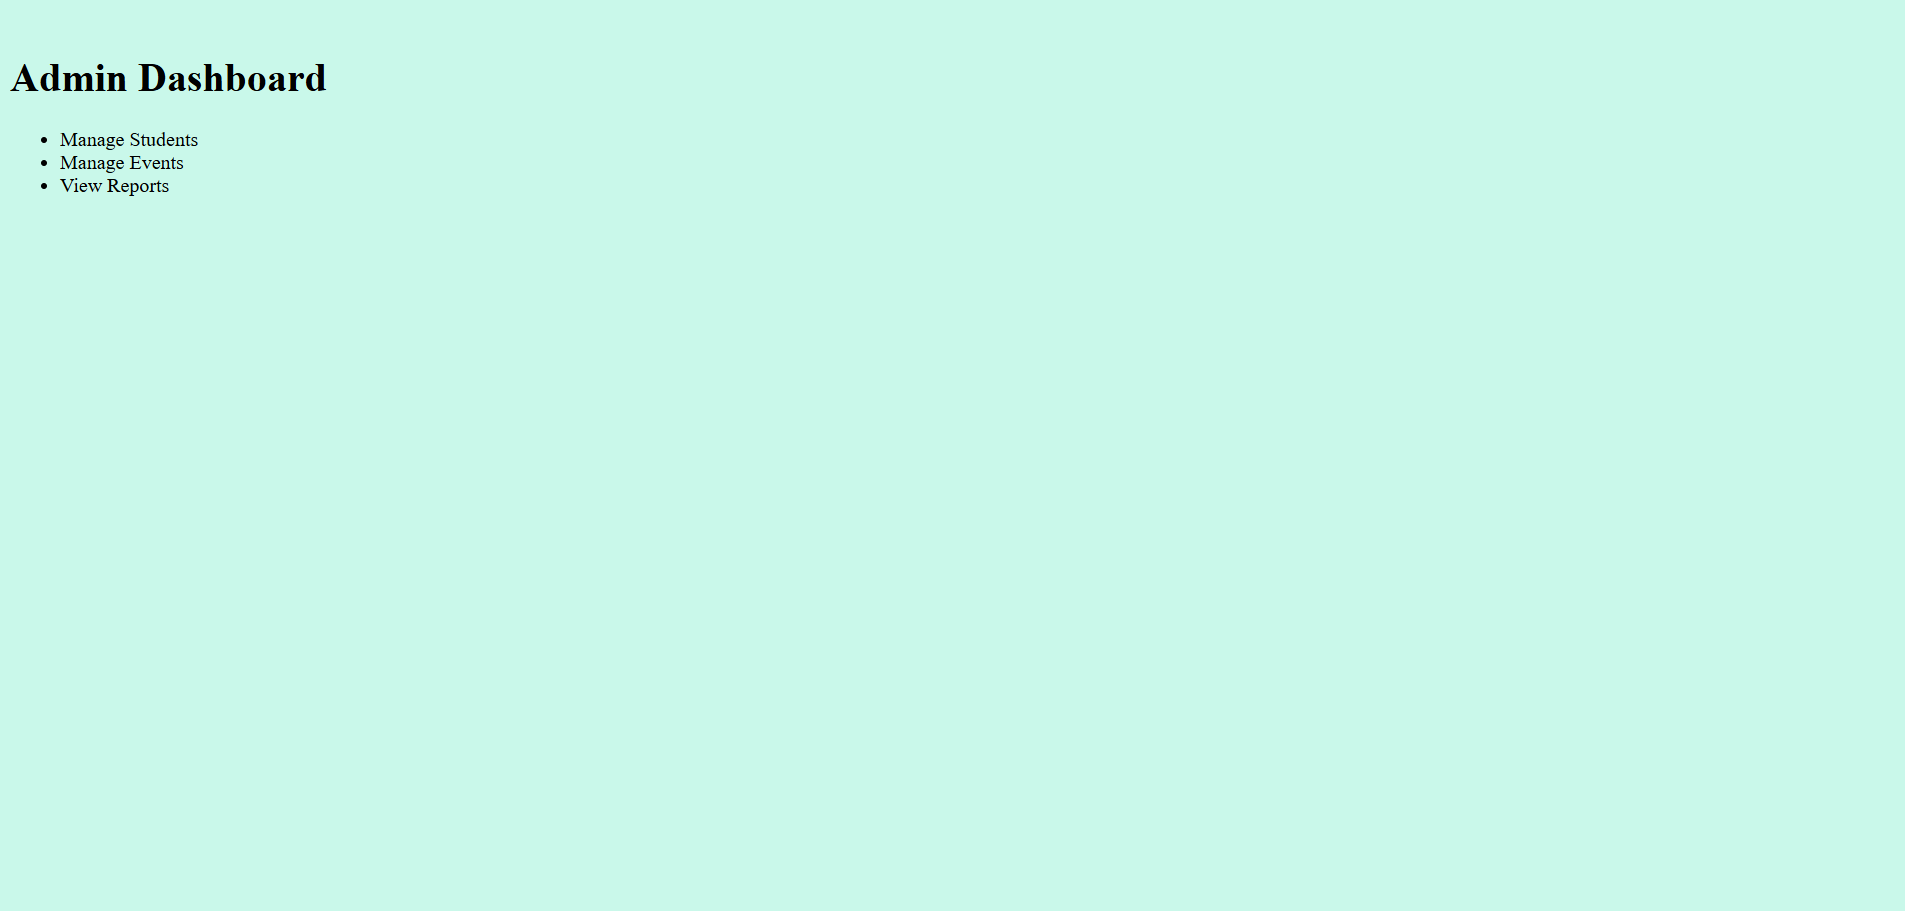 Admin Dashboard
Manage Students
Manage Events
View Reports